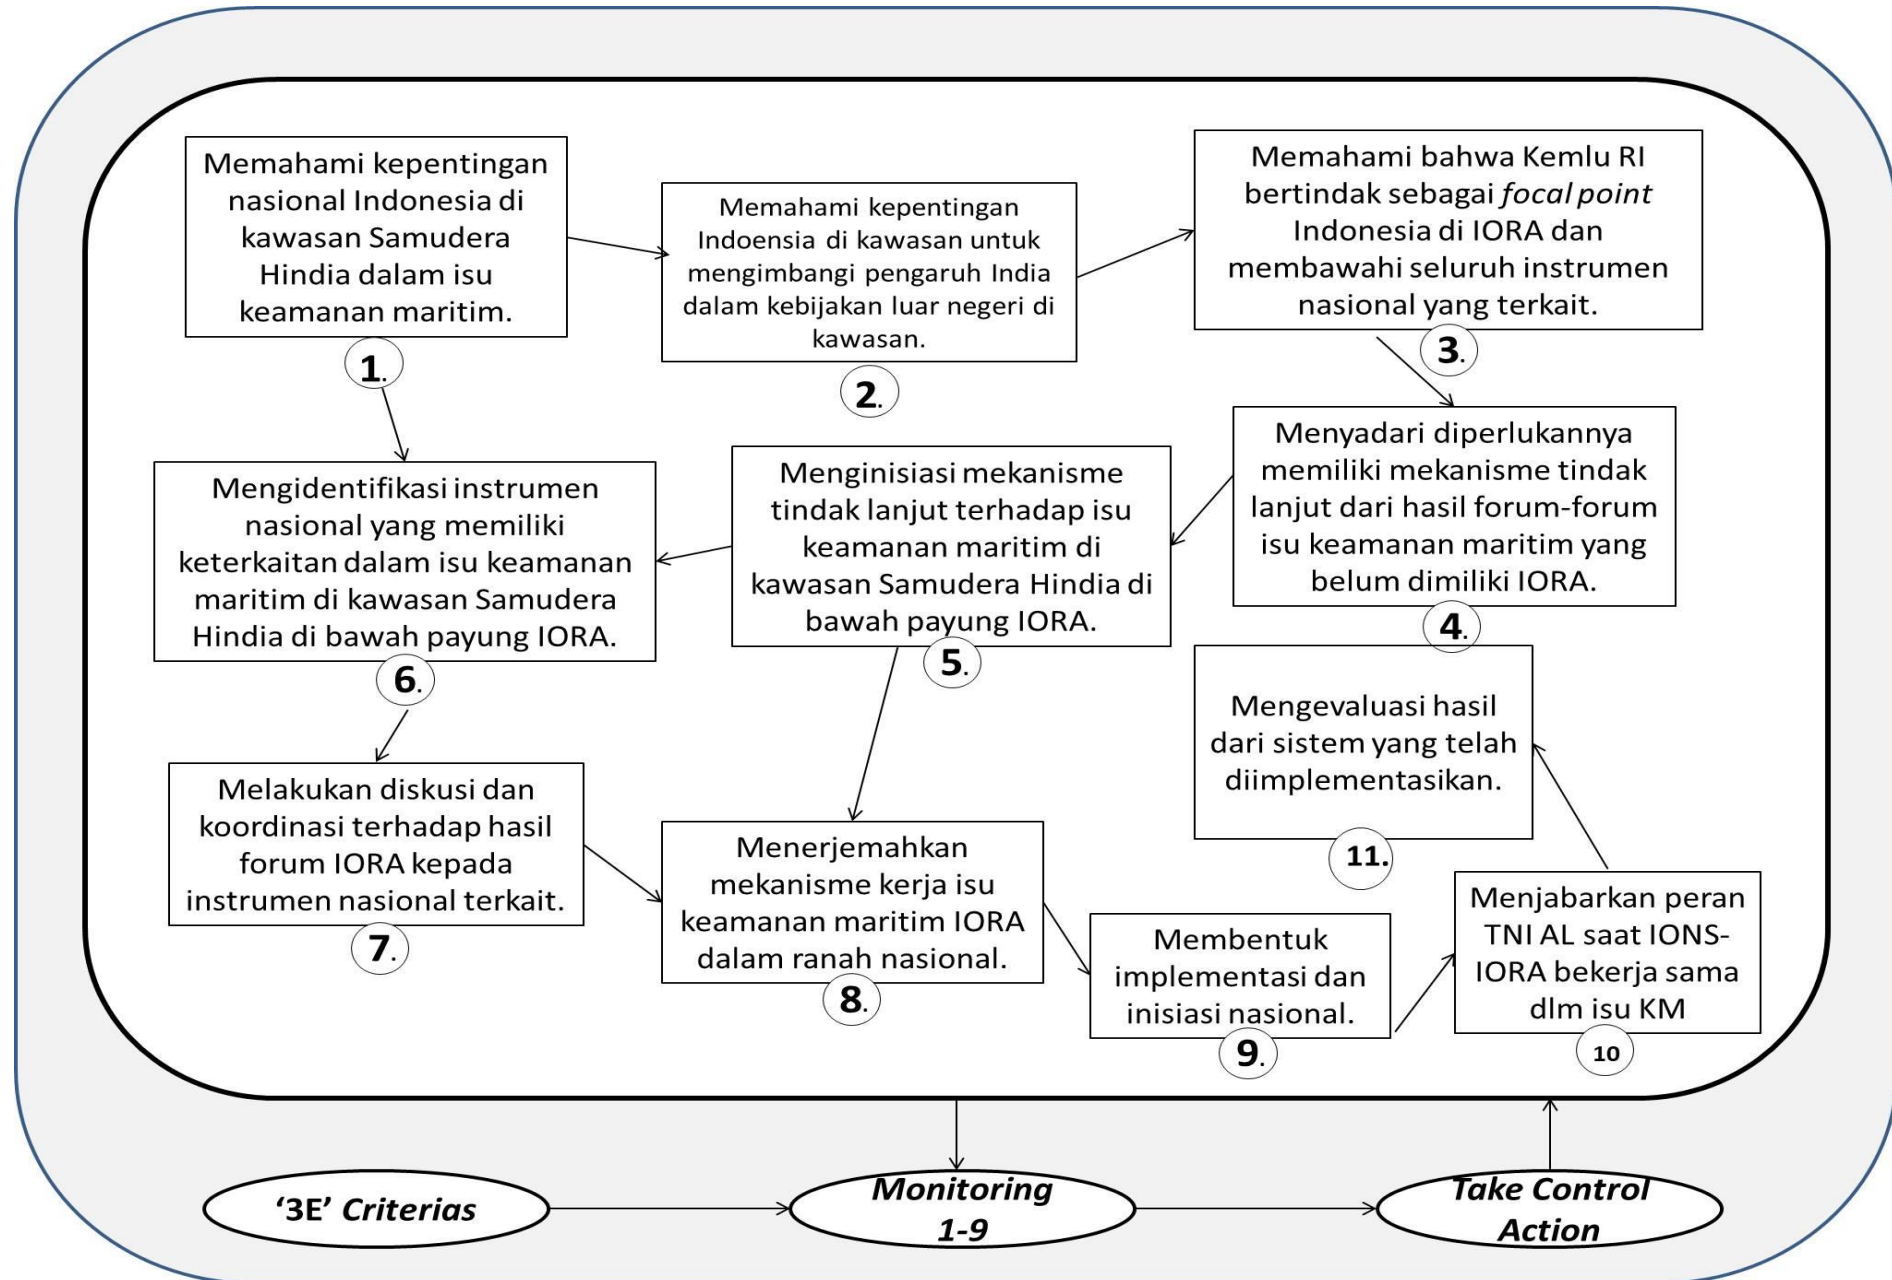 Memahami kepentingan
nasional Indonesia di
kawasan Samudera
Hindia dalam isu
keamanan maritim.
1.
Memahami kepentingan
Indoensia di kawasan untuk
mengimbangi pengaruh India
dalam kebijakan luar negeri di
kawasan.
2.
Memahami bahwa Kemlu RI
bertindak sebagai focal point
Indonesia di IORA dan
membawahi seluruh instrumen
nasional yang terkait.
3.
Menyadari diperlukannya
memiliki mekanisme tindak
lanjut dari hasil forum-forum
isu keamanan maritim yang
belum dimiliki IORA.
4.
Menginisiasi mekanisme
tindak lanjut terhadap isu
keamanan maritim di
kawasan Samudera Hindia di
bawah payung IORA.
5.
Mengidentifikasi instrumen
nasional yang memiliki
keterkaitan dalam isu keamanan
maritim di kawasan Samudera
Hindia di bawah payung IORA.
6.
Melakukan diskusi dan
koordinasi terhadap hasil
forum IORA kepada
instrumen nasional terkait.
7.
Menerjemahkan
mekanisme kerja isu
keamanan maritim IORA
dalam ranah nasional.
8.
Membentuk
implementasi dan
inisiasi nasional.
9.
Menjabarkan peran
TNI AL saat IONS-
IORA bekerja sama
dlm isu KM
10
Mengevaluasi hasil
dari sistem yang telah
diimplementasikan.
11.
‘3E’ Criterias
Monitoring
1-9
Take Control
Action